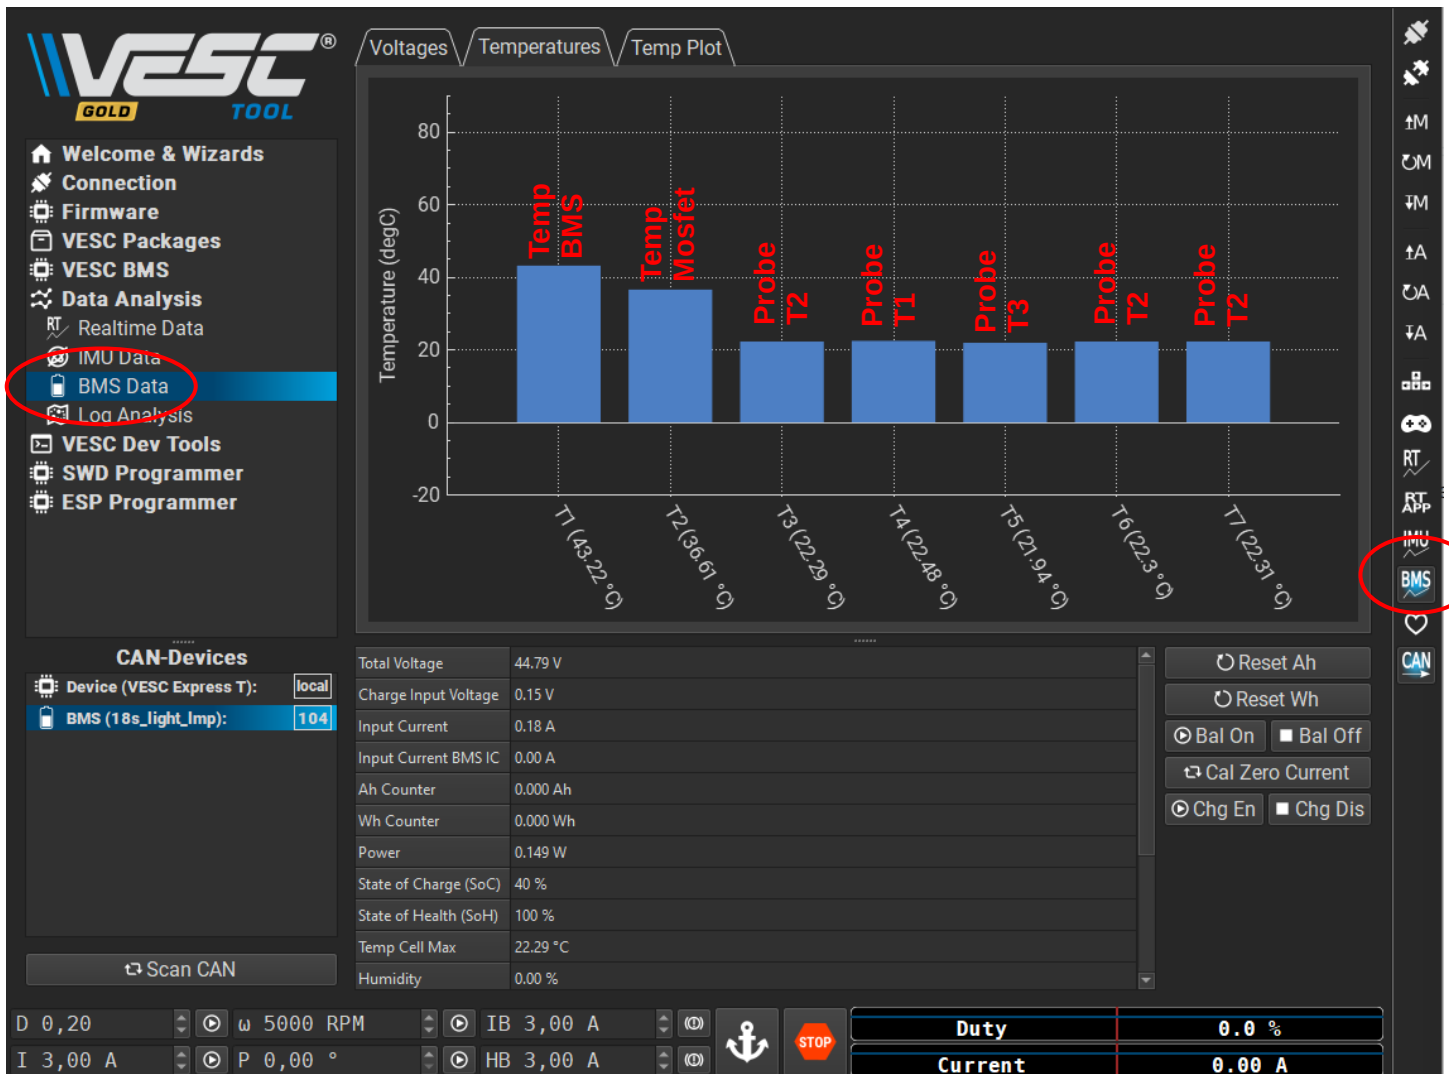 VESC®
GOLD TOOL
Welcome & Wizards
Connection
Firmware
VESC Packages
VESC BMS
Data Analysis
RT Realtime Data
IMU Data
BMS Data
Log Analysis
VESC Dev Tools
SWD Programmer
ESP Programmer
CAN-Devices
Device (VESC Express T): local
BMS (18s_light_lmp): 104
Scan CAN
Voltages Temperatures Temp Plot
Temperature (degC)
80
60
40
20
0
-20
Temp
BMS
Temp
Mosfet
Probe
T2
Probe
T1
Probe
T3
Probe
T2
Probe
T2
T1 (43.22 °C)
T2 (36.61 °C)
T3 (22.29 °C)
T4 (22.48 °C)
T5 (21.94 °C)
T6 (22.3 °C)
T7 (22.31 °C)
Total Voltage 44.79 V
Charge Input Voltage 0.15 V
Input Current 0.18 A
Input Current BMS IC 0.00 A
Ah Counter 0.000 Ah
Wh Counter 0.000 Wh
Power 0.149 W
State of Charge (SoC) 40 %
State of Health (SoH) 100 %
Temp Cell Max 22.29 °C
Humidity 0.00 %
Reset Ah
Reset Wh
Bal On Bal Off
Cal Zero Current
Chg En Chg Dis
M
M
M
A
A
A
RT
RT
APP
IMU
BMS
CAN
D 0,20 ω 5000 RPM IB 3,00 A
I 3,00 A P 0,00 ° HB 3,00 A
STOP
Duty 0.0 %
Current 0.00 A